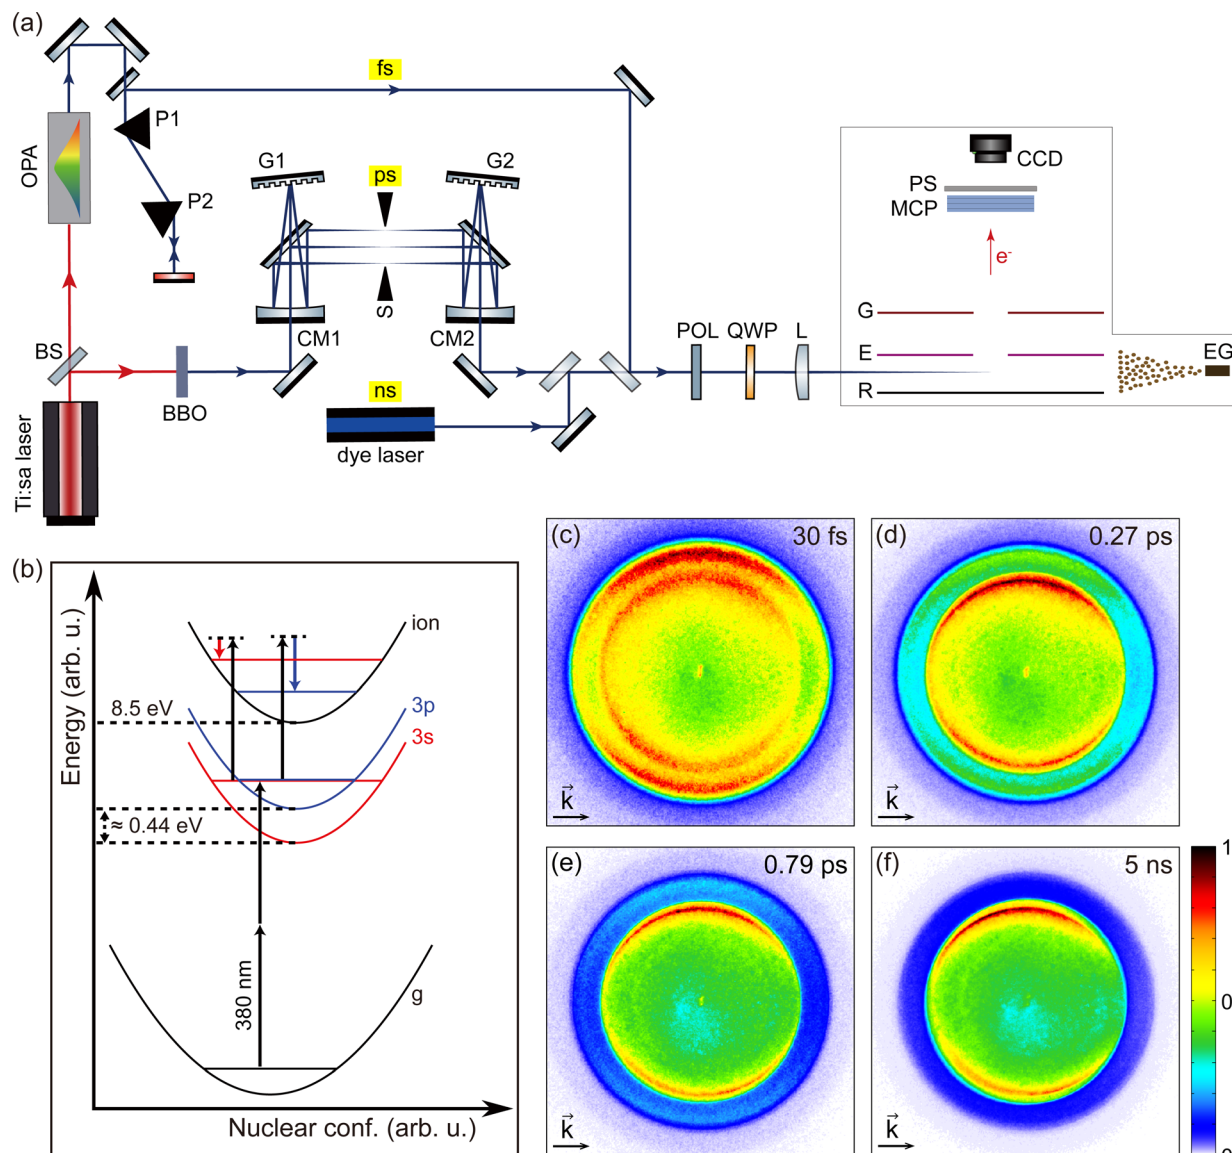 (a)
fs
P1
OPA
G1
G2
ps
CCD
PS
MCP
P2
e-
S
G
BS
CM1
CM2
POL
QWP
L
E
EG
BBO
ns
R
dye laser
Ti:sa laser
(b)
ion
8.5 eV
3p
3s
≈ 0.44 eV
380 nm
g
Energy (arb. u.)
Nuclear conf. (arb. u.)
(c)
30 fs
k
(d)
0.27 ps
k
(e)
0.79 ps
k
(f)
5 ns
k
1
0